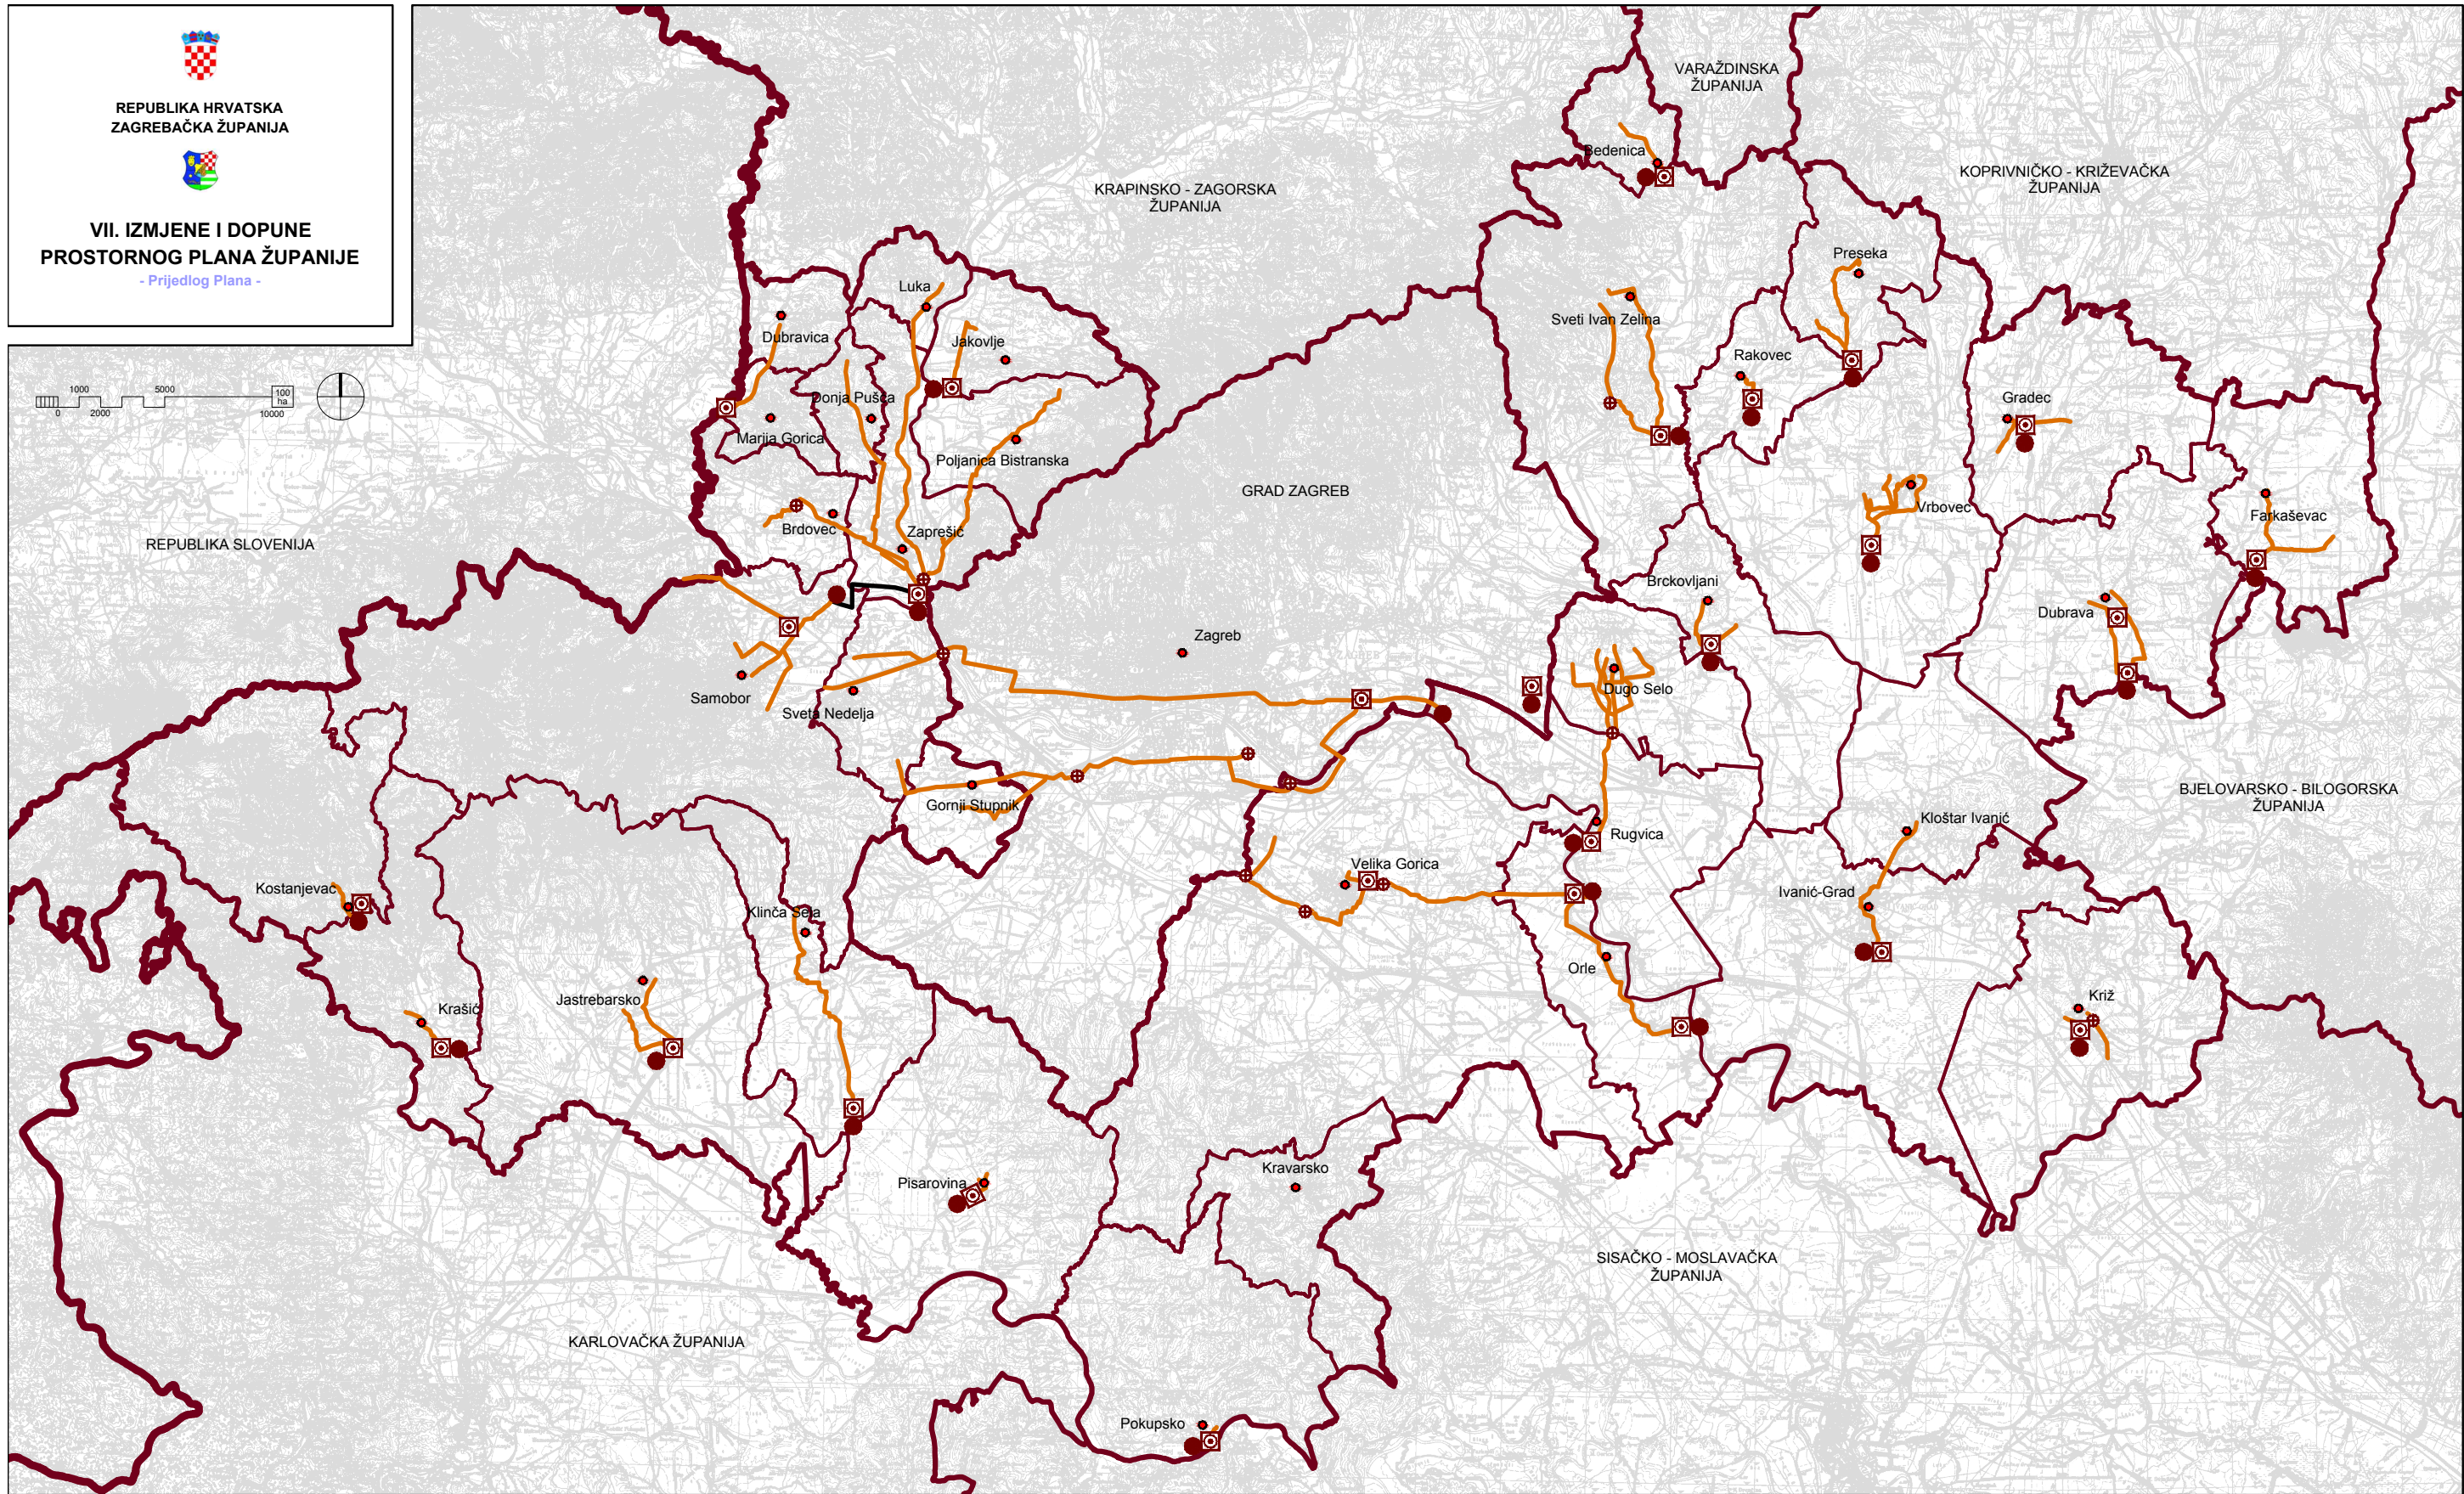 REPUBLIKA HRVATSKA
ZAGREBAČKA ŽUPANIJA
VII. IZMJENE I DOPUNE
PROSTORNOG PLANA ŽUPANIJE
- Prijedlog Plana -
1000
5000
100
ha
0
2000
10000
VARAŽDINSKA
ŽUPANIJA
Bedenica
KRAPINSKO - ZAGORSKA
ŽUPANIJA
KOPRIVNIČKO - KRIŽEVAČKA
ŽUPANIJA
Preseka
Luka
Sveti Ivan Zelina
Dubravica
Jakovlje
Rakovec
Donja Pušća
Gradec
Marija Gorica
Poljanica Bistranska
GRAD ZAGREB
Vrbovec
Farkaševac
Brdovec
Zaprešić
REPUBLIKA SLOVENIJA
Brckovljani
Dubrava
Zagreb
Samobor
Dugo Selo
Sveta Nedelja
BJELOVARSKO - BILOGORSKA
ŽUPANIJA
Gornji Stupnik
Kloštar Ivanić
Rugvica
Velika Gorica
Kostanjevac
Ivanić-Grad
Klinča Sela
Orle
Jastrebarsko
Križ
Krašić
Kravarsko
Pisarovina
SISAČKO - MOSLAVAČKA
ŽUPANIJA
KARLOVAČKA ŽUPANIJA
Pokupsko